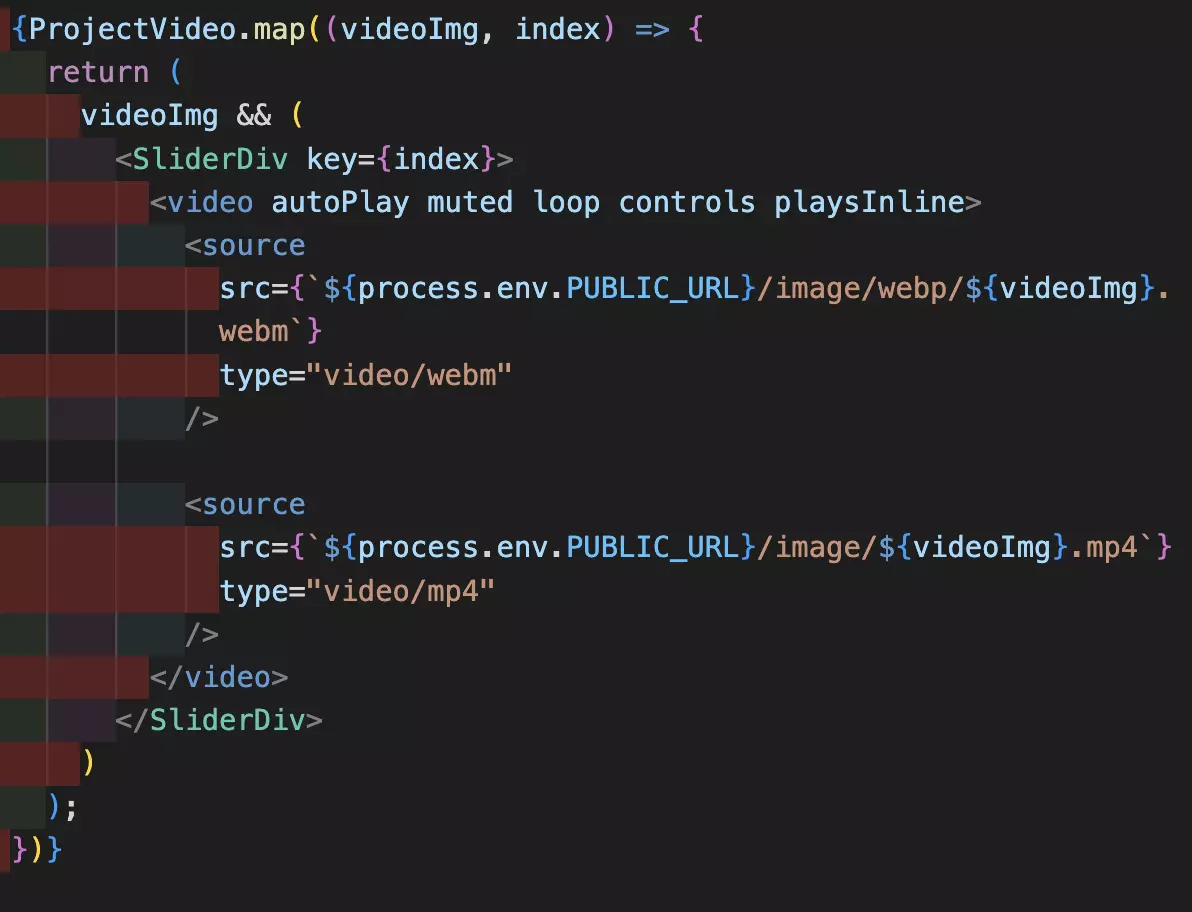 {ProjectVideo.map((videoImg, index) => {
return (
videoImg && (
<SliderDiv key={index}>
<video autoPlay muted loop controls playsInline>
<source
src={`${process.env.PUBLIC_URL}/image/webp/${videoImg}.
webm`}
type="video/webm"
/>
<source
src={`${process.env.PUBLIC_URL}/image/${videoImg}.mp4`}
type="video/mp4"
/>
</video>
</SliderDiv>
)
);
})}